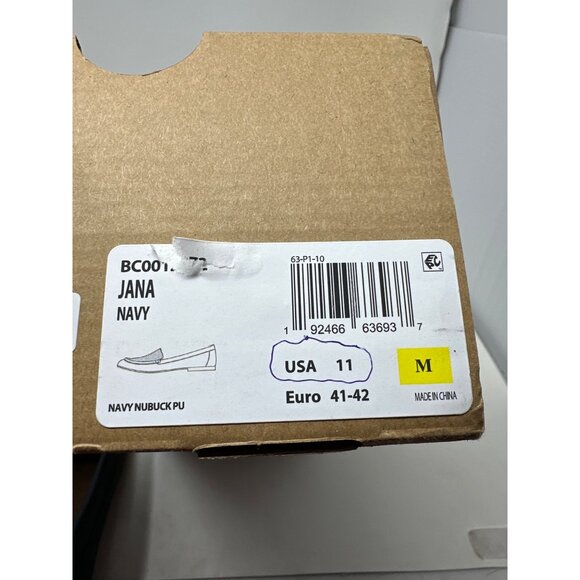 63-P1-10
JANA
NAVY
1 92466 63693 7
USA 11
M
Euro 41-42
NAVY NUBUCK PU
MADE IN CHINA